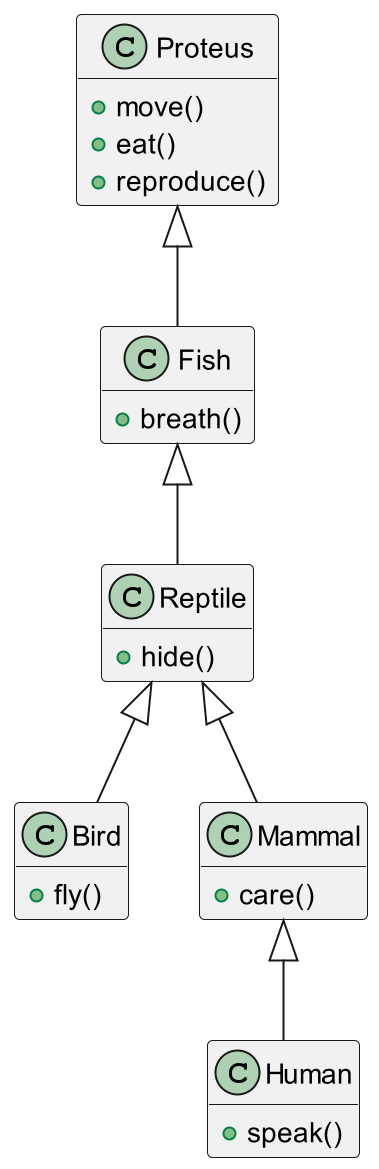 C Proteus
move()
eat()
reproduce()
C Fish
breath()
C Reptile
hide()
C Bird
fly()
C Mammal
care()
C Human
speak()